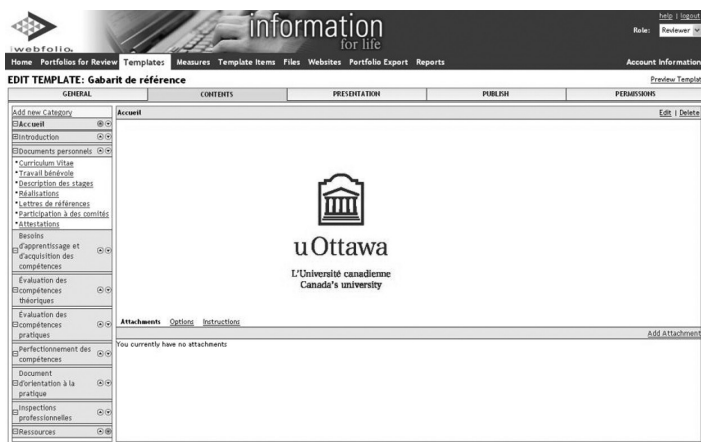 iwebfolio.
information
for life
help | logout
Role: Reviewer
Home Portfolios for Review Templates Measures Template Items Files Websites Portfolio Export Reports Account Information
EDIT TEMPLATE: Gabarit de référence Preview Templat
GENERAL CONTENTS PRESENTATION PUBLISH PERMISSIONS
Add new Category
Accueil
Introduction
Documents personnels
Curriculum Vitae
Travail bénévole
Description des stages
Réalisations
Lettres de références
Participation à des comités
Attestations
Besoins
d'apprentissage et
d'acquisition des
compétences
Évaluation des
compétences
théoriques
Évaluation des
compétences
pratiques
Perfectionnement des
compétences
Document
d'orientation à la
pratique
Inspections
professionnelles
Ressources
Accueil Edit | Delete
uOttawa
L'Université canadienne
Canada's university
Attachments Options Instructions
Add Attachment
You currently have no attachments